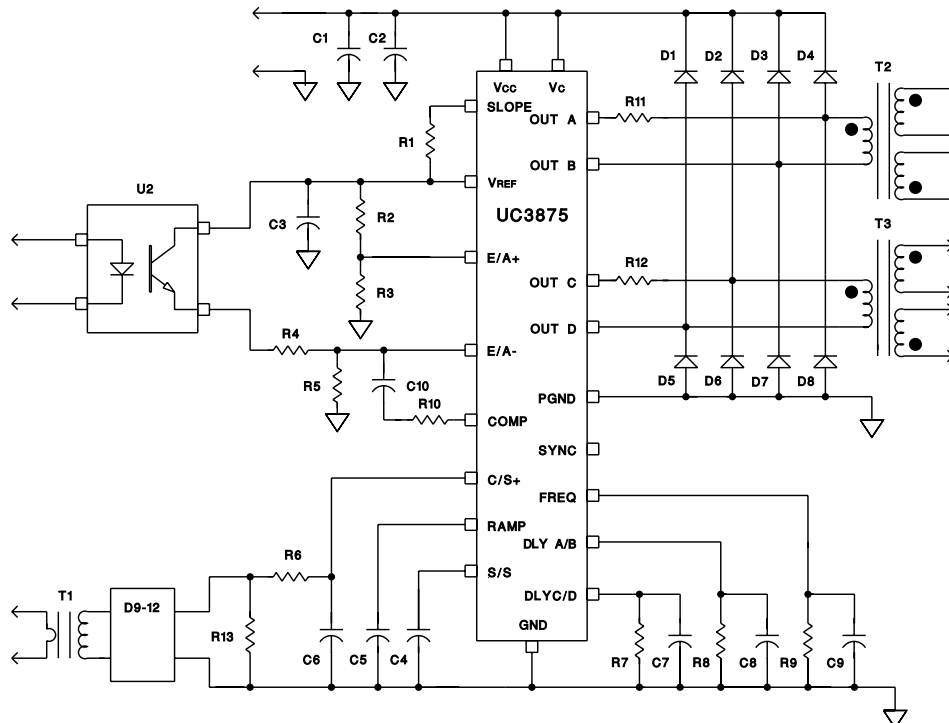 C1
C2
D1
D2
D3
D4
T2
VCC
VC
SLOPE
R11
OUT A
R1
U2
OUT B
VREF
UC3875
C3
R2
T3
E/A+
R12
OUT C
R3
OUT D
R4
E/A-
R5
C10
D5
D6
D7
D8
R10
PGND
COMP
SYNC
C/S+
FREQ
RAMP
DLY A/B
R6
S/S
T1
D9-12
DLYC/D
R13
GND
C6
C5
C4
R7
C7
R8
C8
R9
C9